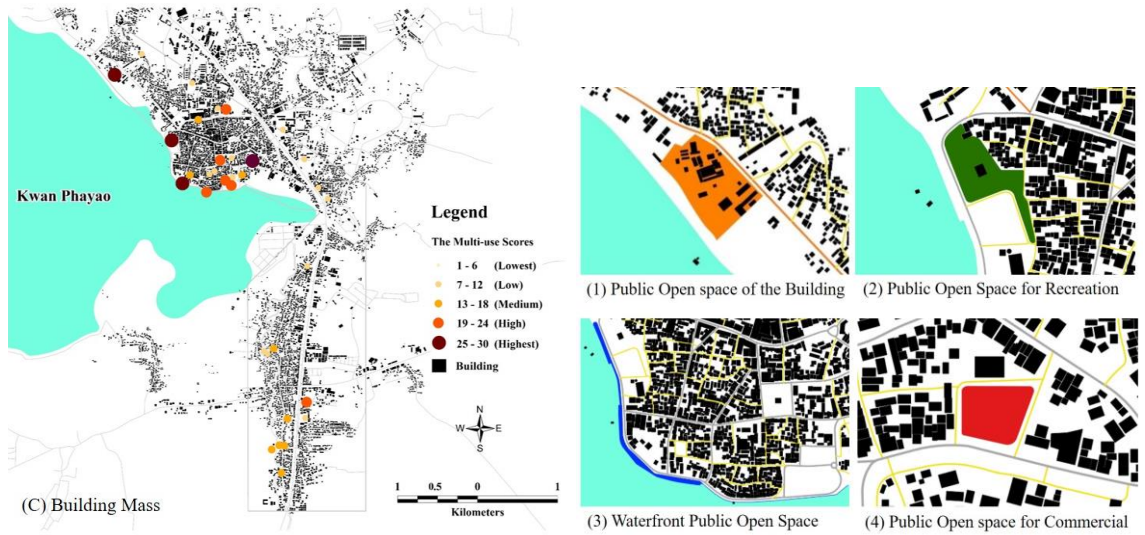 Kwan Phayao
Legend
The Multi-use Scores
1 - 6 (Lowest)
7 - 12 (Low)
13 - 18 (Medium)
19 - 24 (High)
25 - 30 (Highest)
Building
N
W E
S
1 0.5 0 1
Kilometers
(C) Building Mass
(1) Public Open space of the Building
(2) Public Open Space for Recreation
(3) Waterfront Public Open Space
(4) Public Open space for Commercial